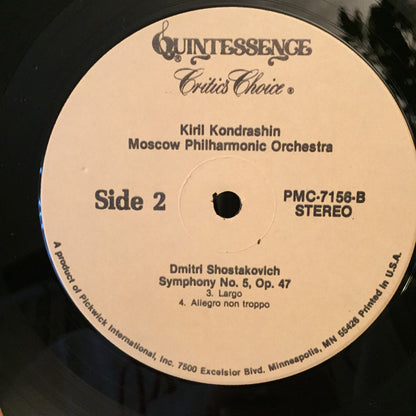 QUINTESSENCE
Critics Choice ®
Kiril Kondrashin
Moscow Philharmonic Orchestra
Side 2
PMC-7156-B
STEREO
Dmitri Shostakovich
Symphony No. 5, Op. 47
3. Largo
4. Allegro non troppo
A product of Pickwick International, Inc. 7500 Excelsior Blvd. Minneapolis, MN 55426 Printed in U.S.A.